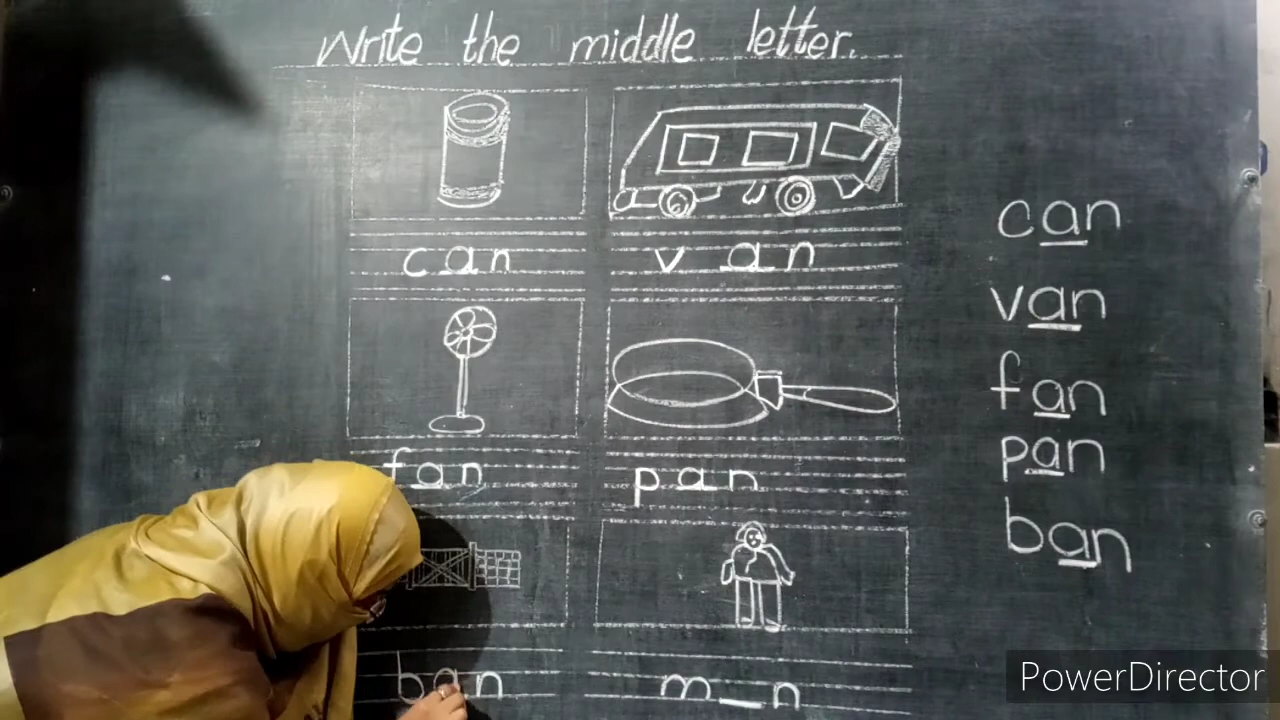 Write the middle letter.
can
van
fan
pan
ban
m_n
can
van
fan
pan
ban
PowerDirector